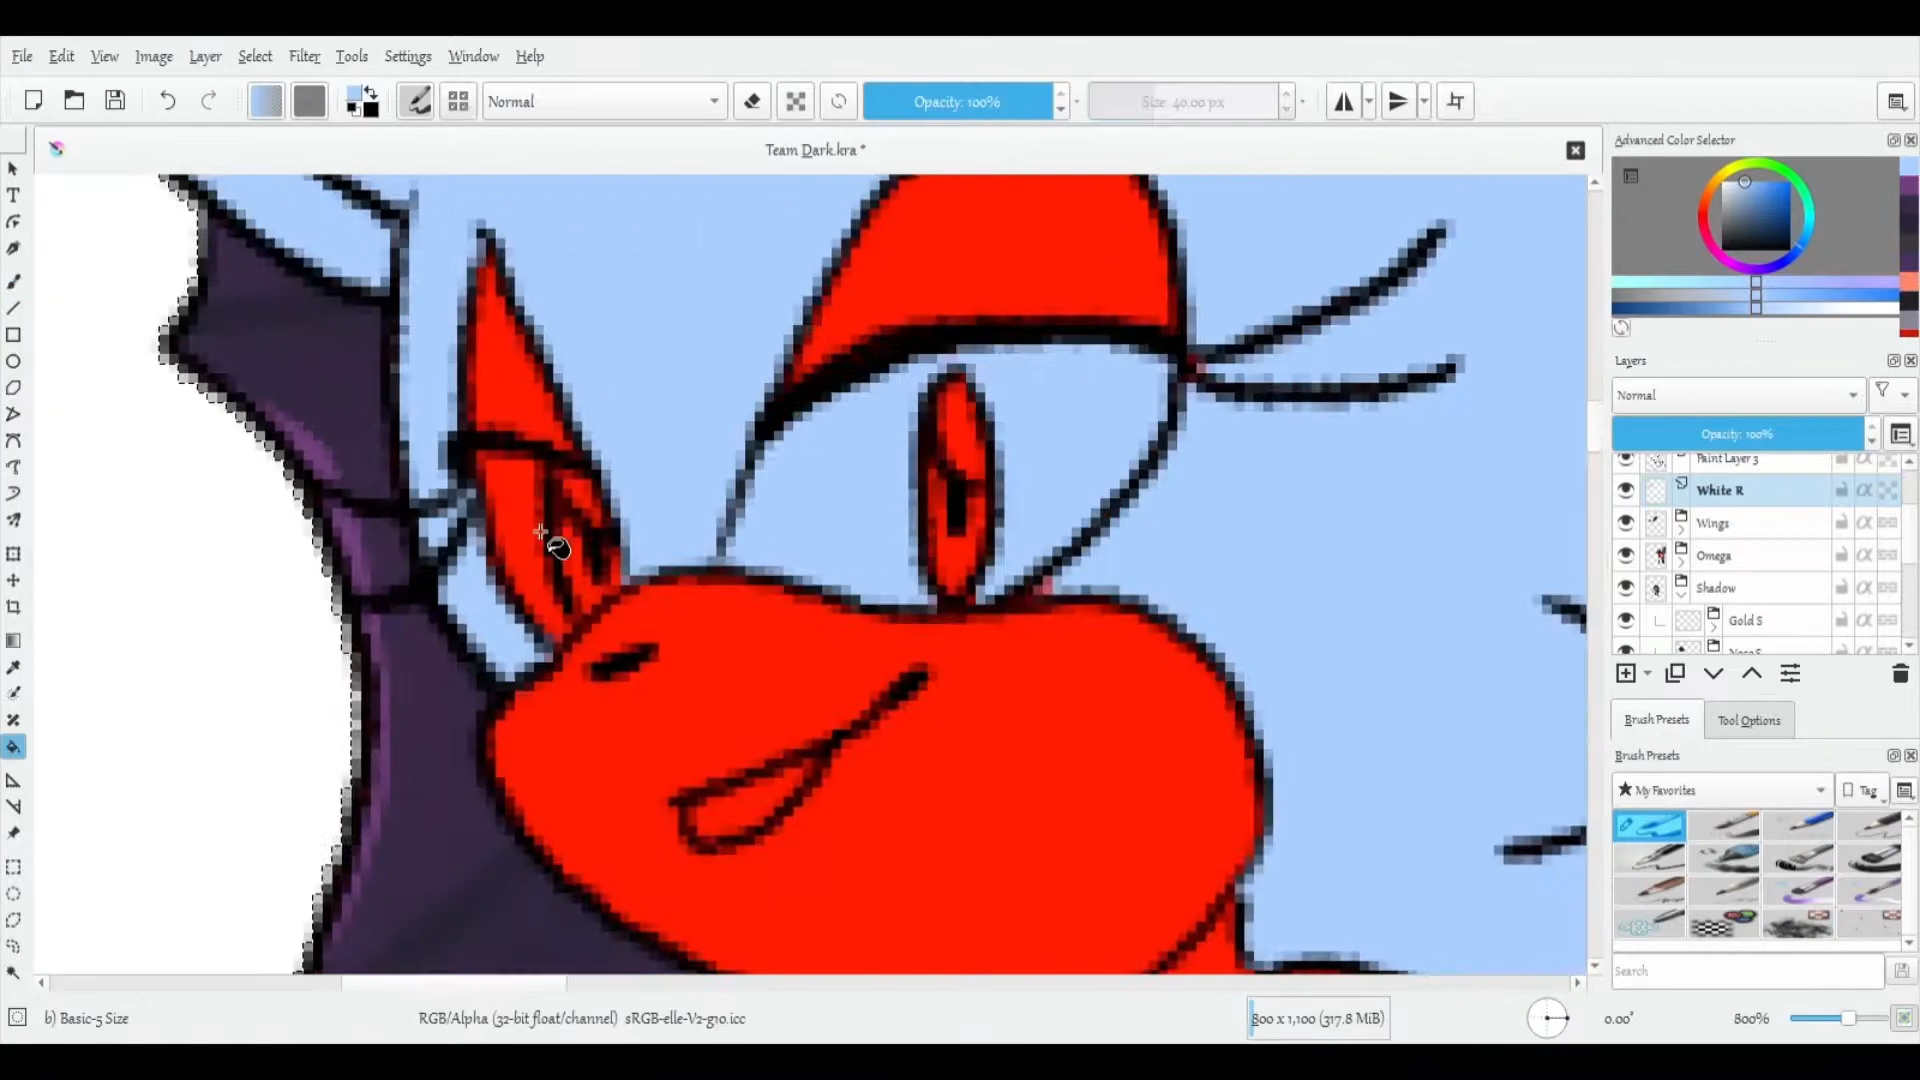 File Edit View Image Layer Select Filter Tools Settings Window Help
Normal
Opacity: 100%
Size: 40.00 px
Team Dark.kra *
Advanced Color Selector
Layers
Normal
Opacity: 100%
Paint Layer 3
White R
Wings
Omega
Shadow
Gold S
Brush Presets
Tool Options
Brush Presets
My Favorites
Tag
Search
b) Basic-5 Size
RGB/Alpha (32-bit float/channel) sRGB-elle-V2-g10.icc
800 x 1,100 (317.8 MiB)
0.00°
800%